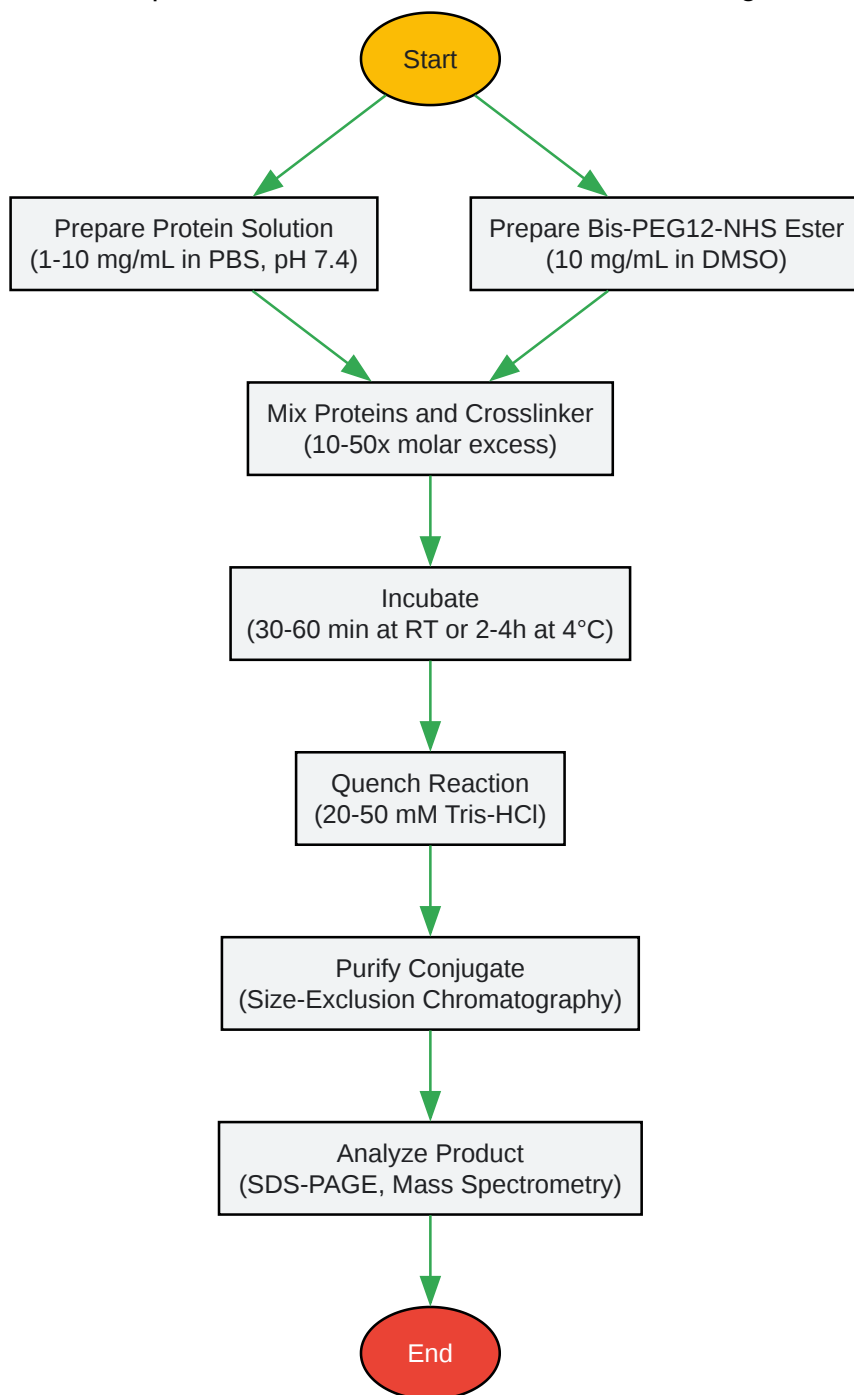 Start
Prepare Protein Solution
(1-10 mg/mL in PBS, pH 7.4)
Prepare Bis-PEG12-NHS Ester
(10 mg/mL in DMSO)
Mix Proteins and Crosslinker
(10-50x molar excess)
Incubate
(30-60 min at RT or 2-4h at 4°C)
Quench Reaction
(20-50 mM Tris-HCl)
Purify Conjugate
(Size-Exclusion Chromatography)
Analyze Product
(SDS-PAGE, Mass Spectrometry)
End